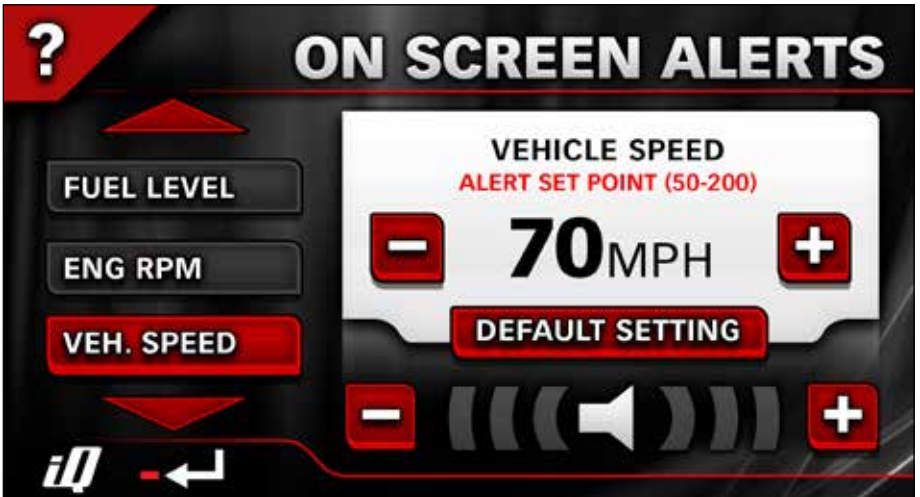 ?
ON SCREEN ALERTS
FUEL LEVEL
ENG RPM
VEH. SPEED
VEHICLE SPEED
ALERT SET POINT (50-200)
- 70MPH +
DEFAULT SETTING
- +
iQ